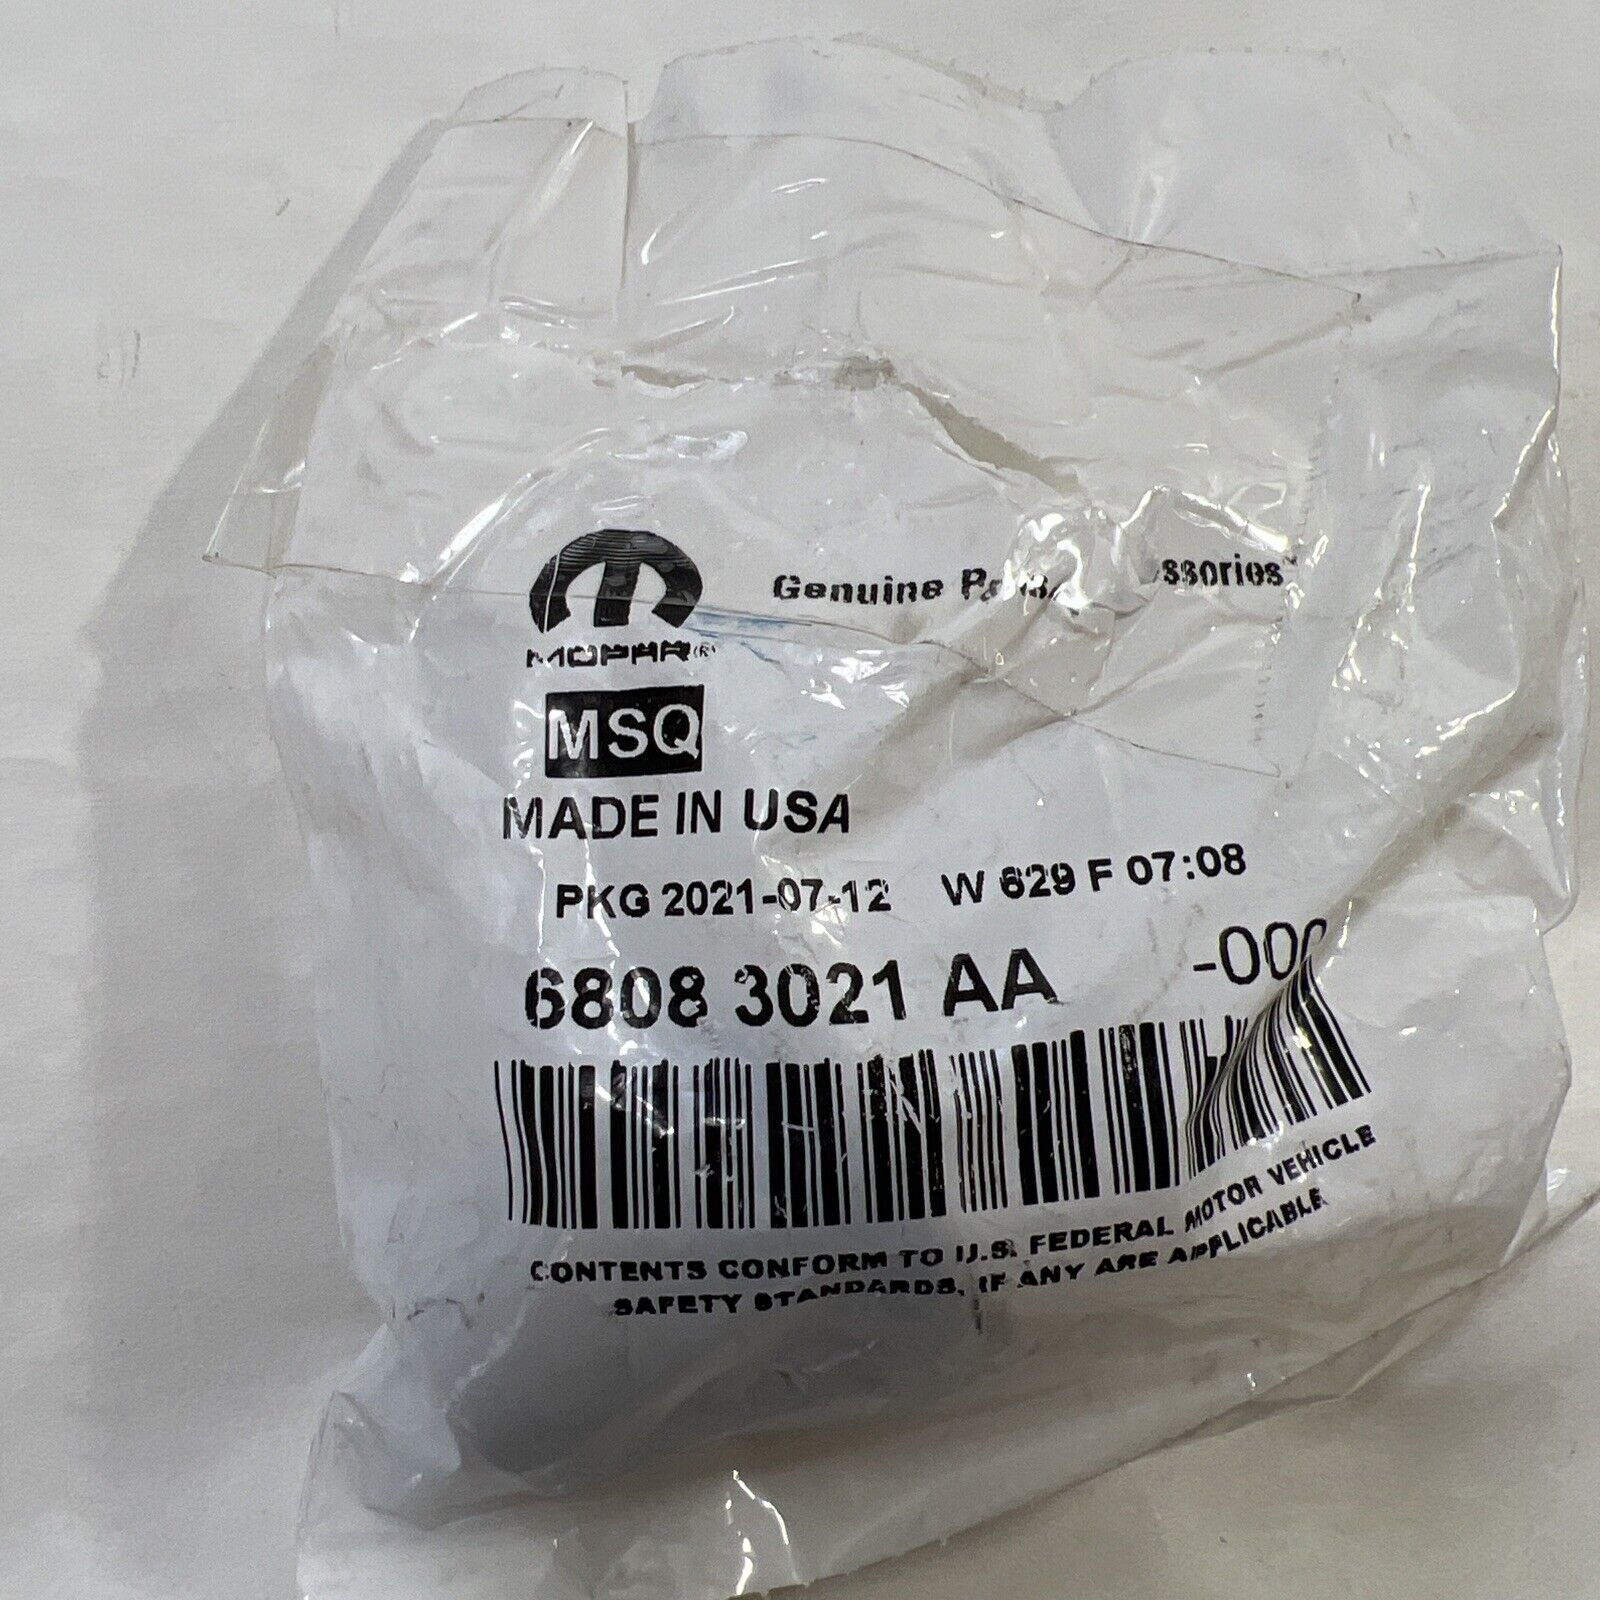 Genuine
MOPAR(R)
MSQ
MADE IN USA
PKG 2021-07-12 W 629 F 07:08
6808 3021 AA
CONTENTS CONFORM TO U.S. FEDERAL MOTOR VEHICLE
SAFETY STANDARDS, IF ANY ARE APPLICABLE